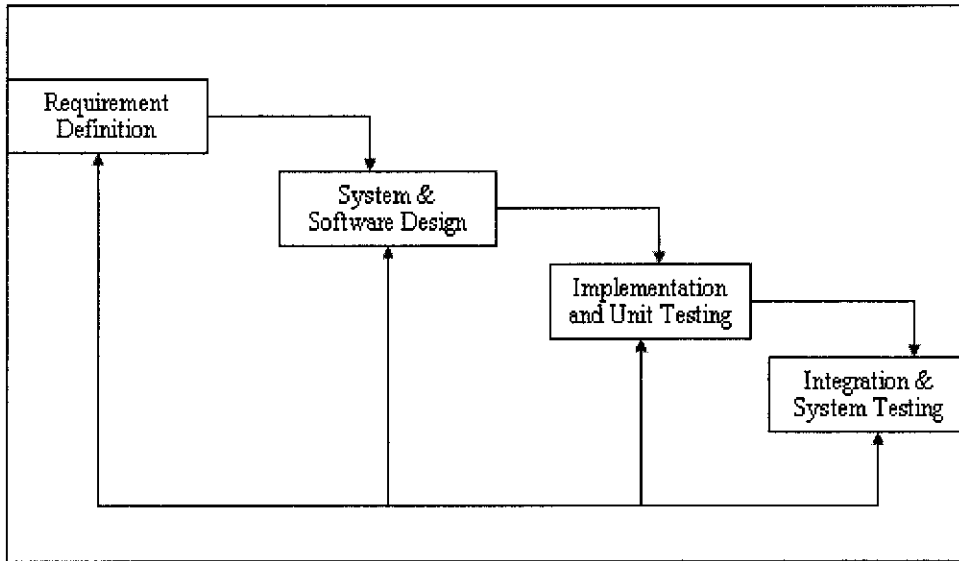 Requirement
Definition
System &
Software Design
Implementation
and Unit Testing
Integration &
System Testing